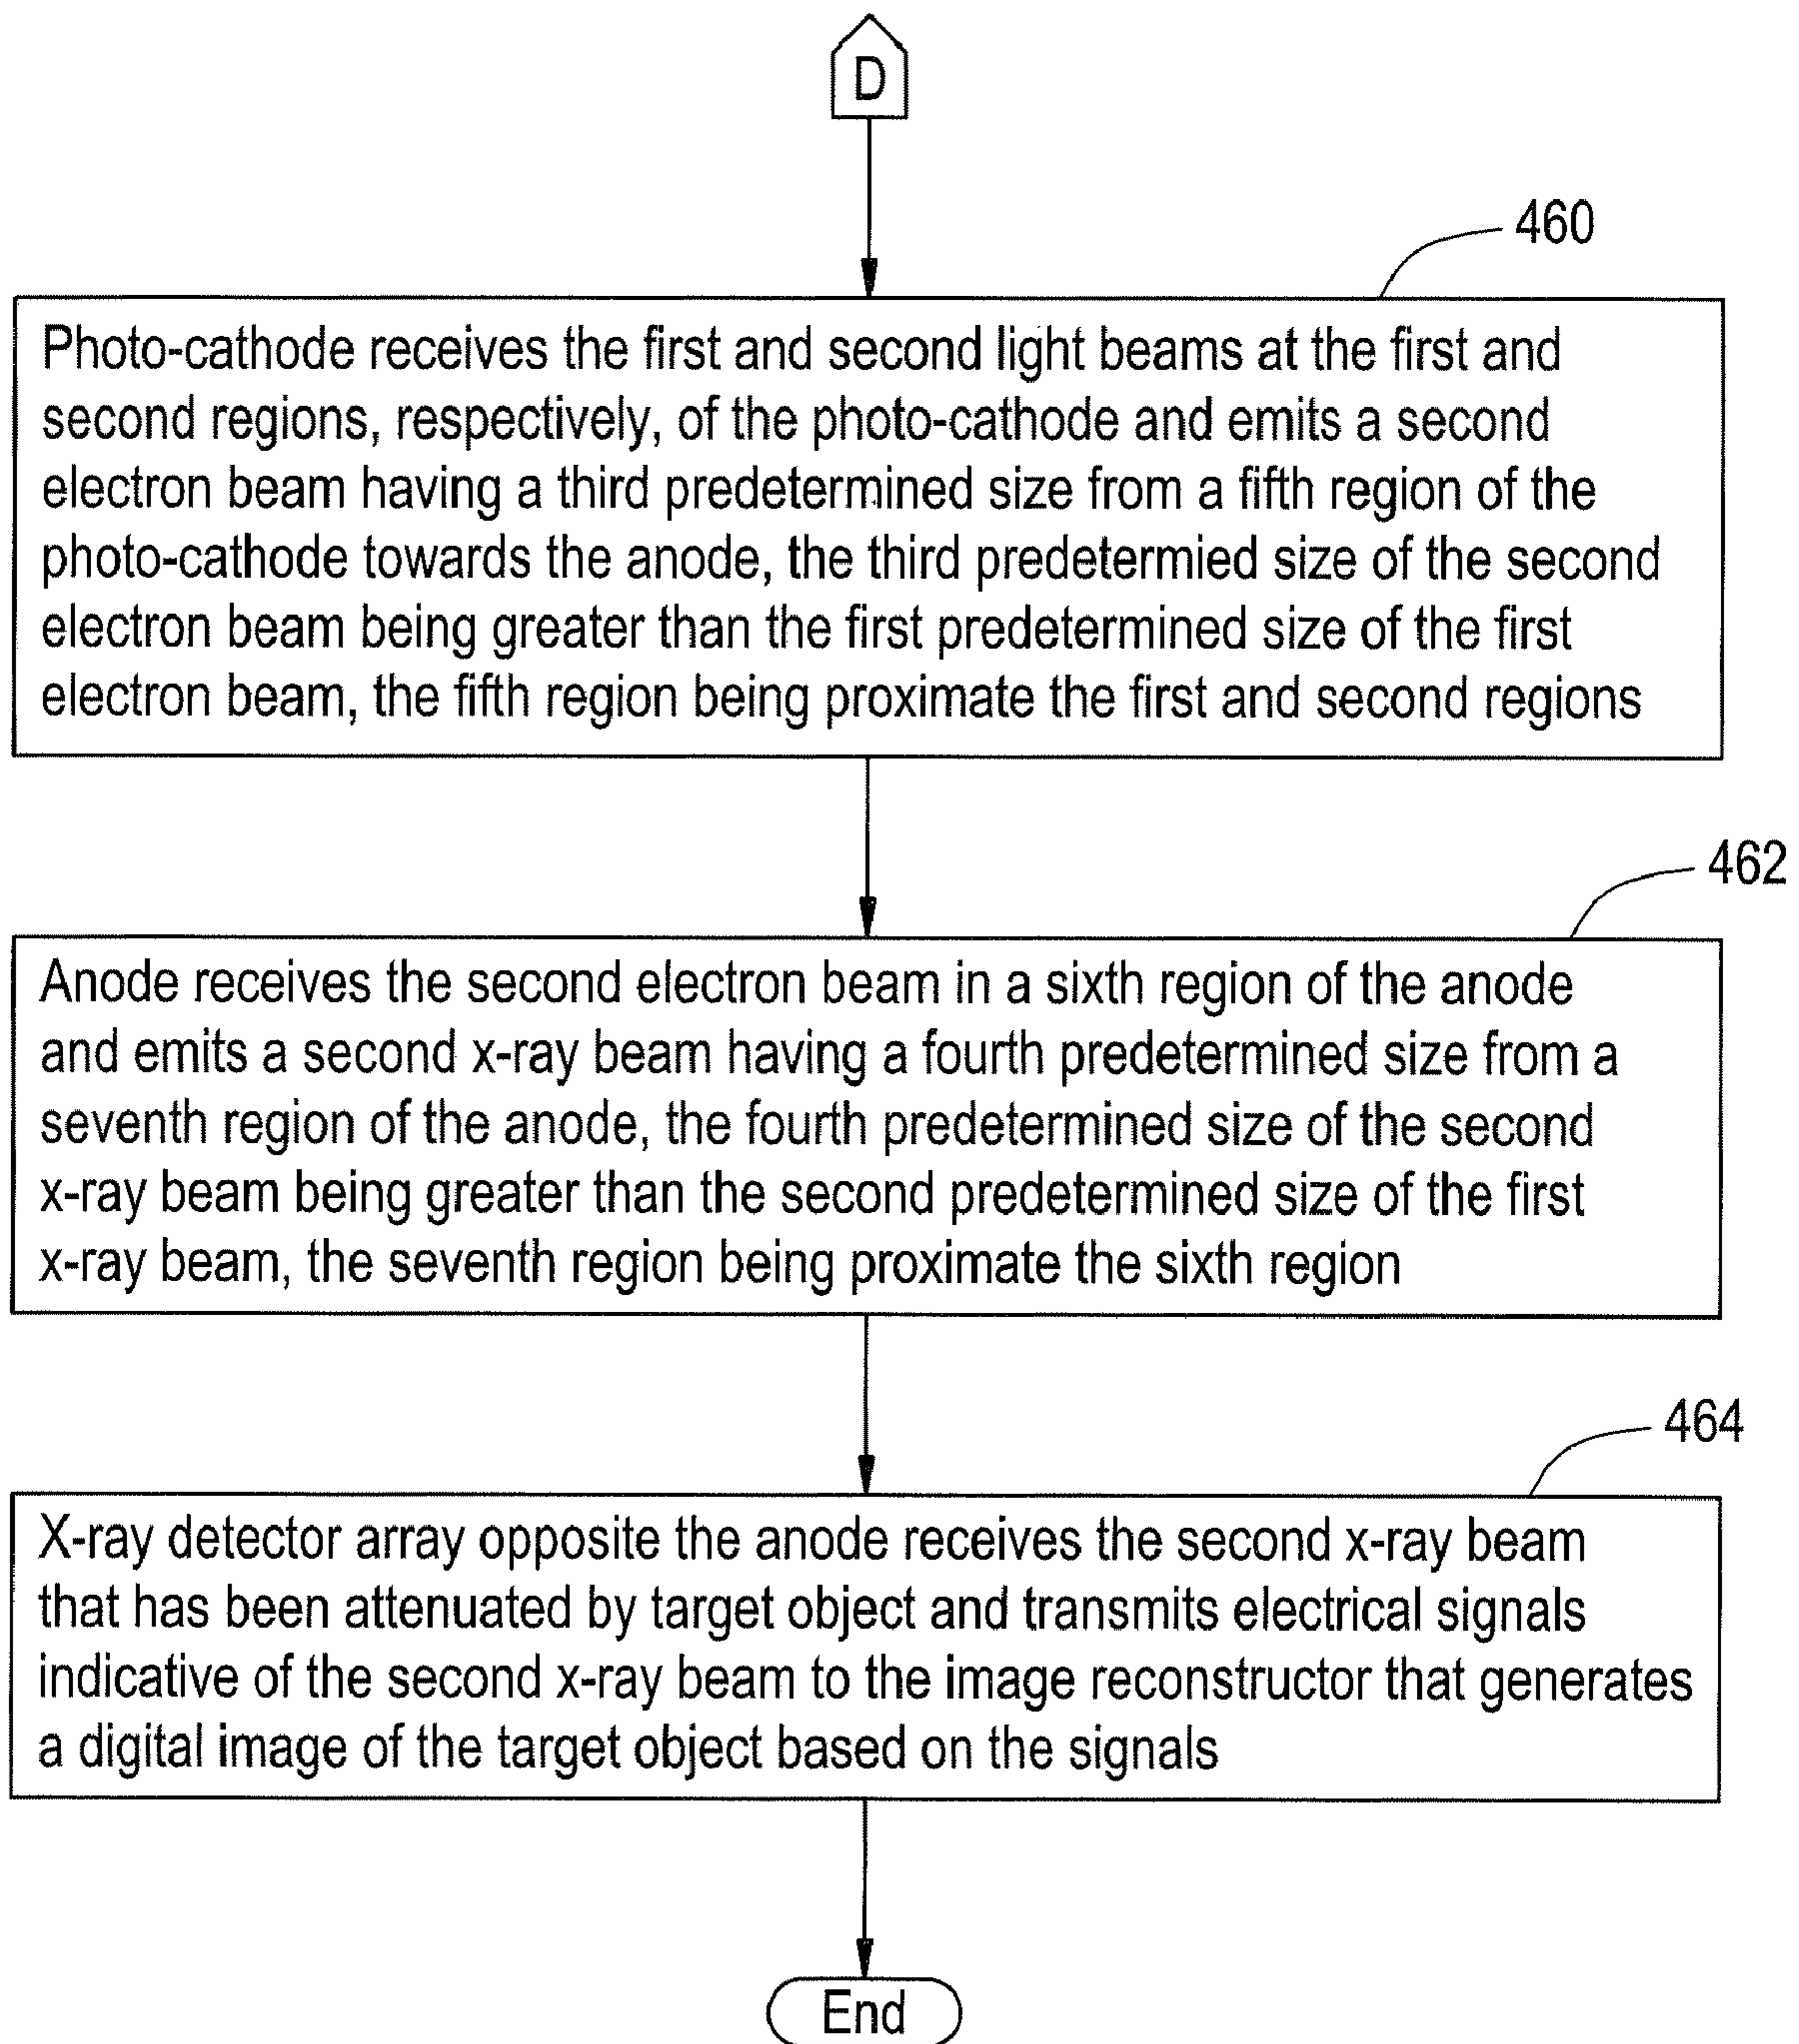 D
460
Photo-cathode receives the first and second light beams at the first and
second regions, respectively, of the photo-cathode and emits a second
electron beam having a third predetermined size from a fifth region of the
photo-cathode towards the anode, the third predetermied size of the second
electron beam being greater than the first predetermined size of the first
electron beam, the fifth region being proximate the first and second regions
462
Anode receives the second electron beam in a sixth region of the anode
and emits a second x-ray beam having a fourth predetermined size from a
seventh region of the anode, the fourth predetermined size of the second
x-ray beam being greater than the second predetermined size of the first
x-ray beam, the seventh region being proximate the sixth region
464
X-ray detector array opposite the anode receives the second x-ray beam
that has been attenuated by target object and transmits electrical signals
indicative of the second x-ray beam to the image reconstructor that generates
a digital image of the target object based on the signals
End